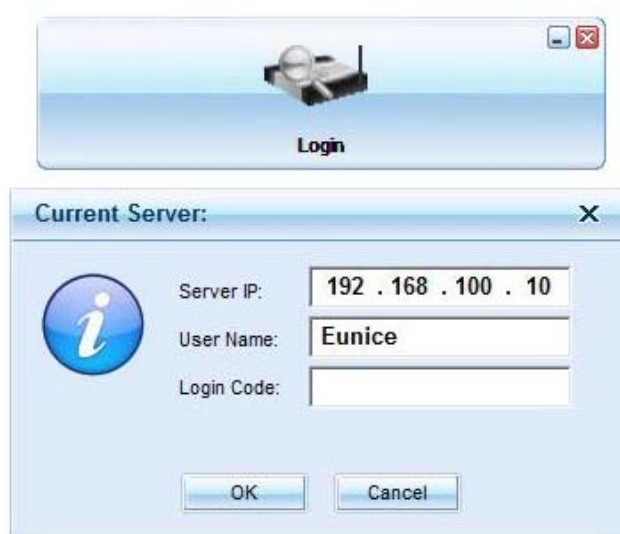 Login
Current Server:
Server IP: 192 . 168 . 100 . 10
User Name: Eunice
Login Code:
OK Cancel